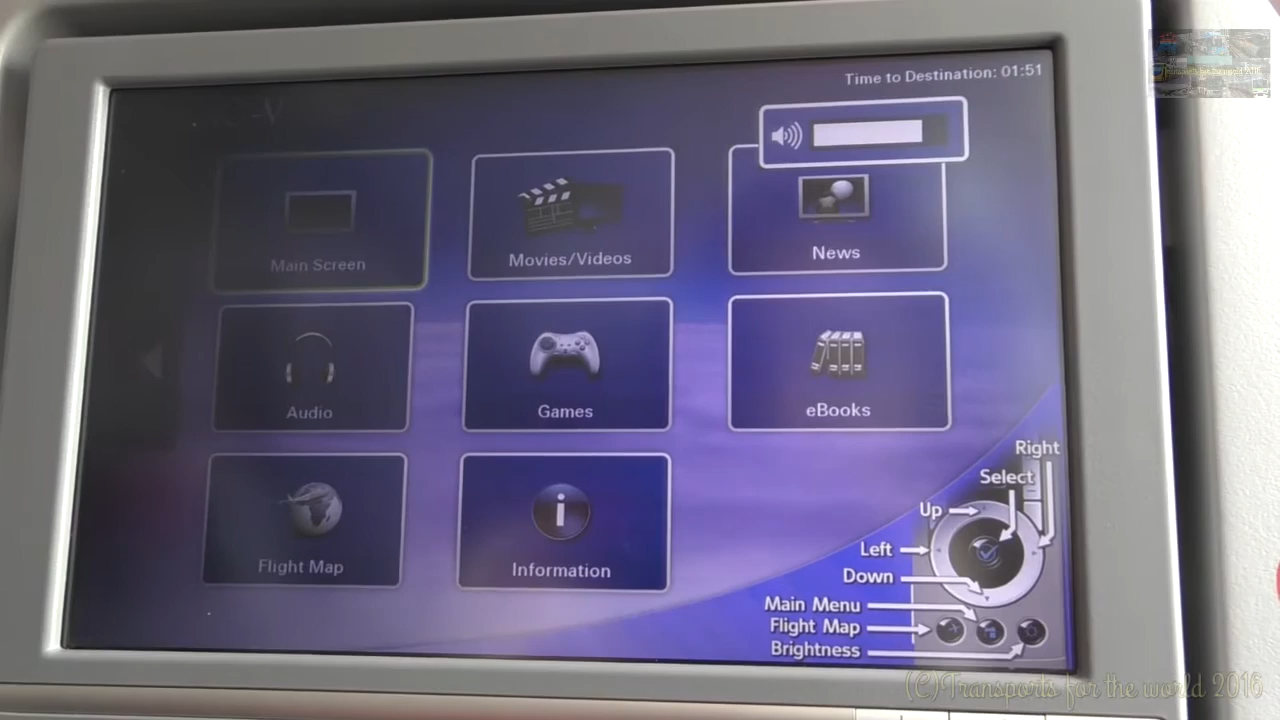 Time to Destination: 01:51
Main Screen
Movies/Videos
News
Audio
Games
eBooks
Flight Map
Information
Right
Select
Up
Left
Down
Main Menu
Flight Map
Brightness
(C)Transports for the world 2016